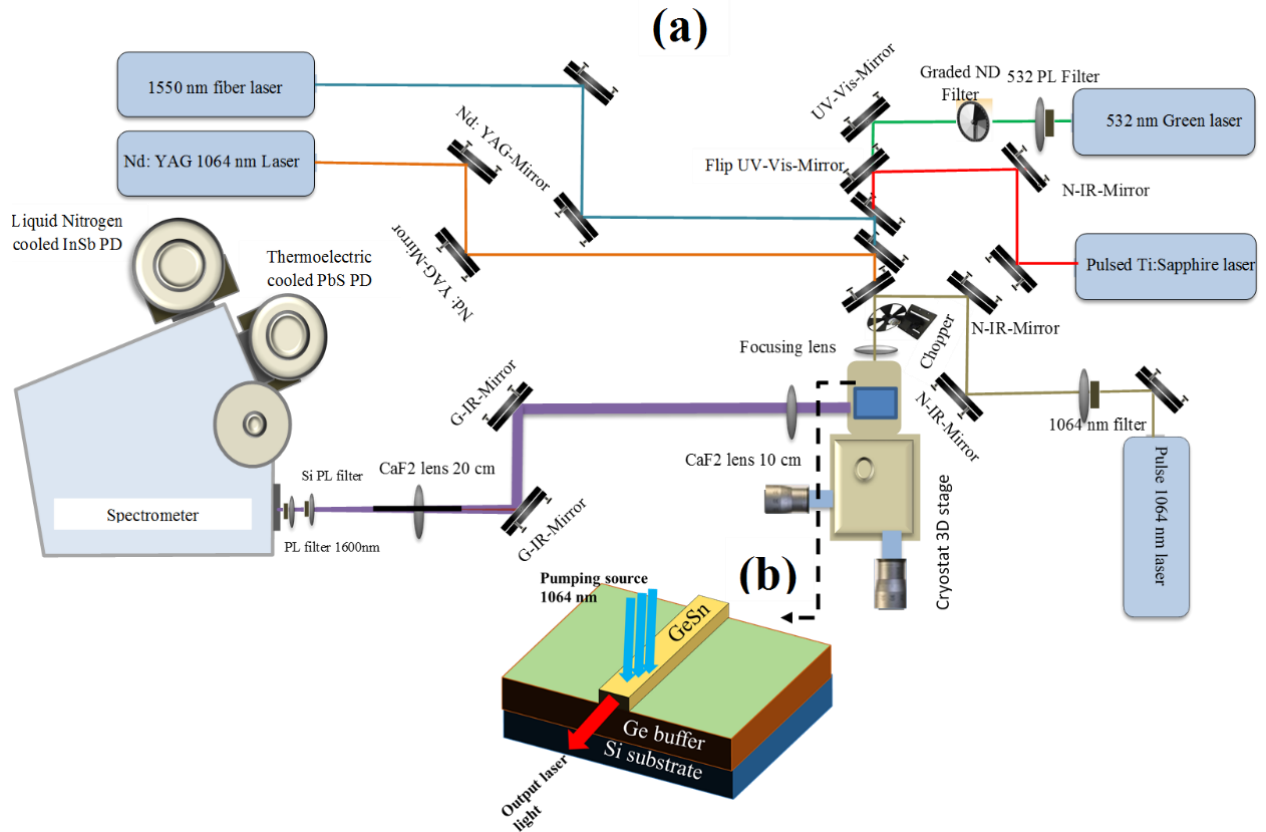 (a)
1550 nm fiber laser
Nd: YAG 1064 nm Laser
Nd: YAG-Mirror
Nd: YAG-Mirror
UV-Vis-Mirror
Graded ND
Filter
532 PL Filter
532 nm Green laser
Flip UV-Vis-Mirror
N-IR-Mirror
Pulsed Ti:Sapphire laser
Liquid Nitrogen
cooled InSb PD
Thermoelectric
cooled PbS PD
N-IR-Mirror
Chopper
Focusing lens
N-IR-Mirror
1064 nm filter
Pulse 1064 nm laser
G-IR-Mirror
CaF2 lens 10 cm
CaF2 lens 20 cm
Si PL filter
Spectrometer
PL filter 1600nm
G-IR-Mirror
Cryostat 3D stage
(b)
Pumping source
1064 nm
GeSn
Ge buffer
Si substrate
Output laser
light